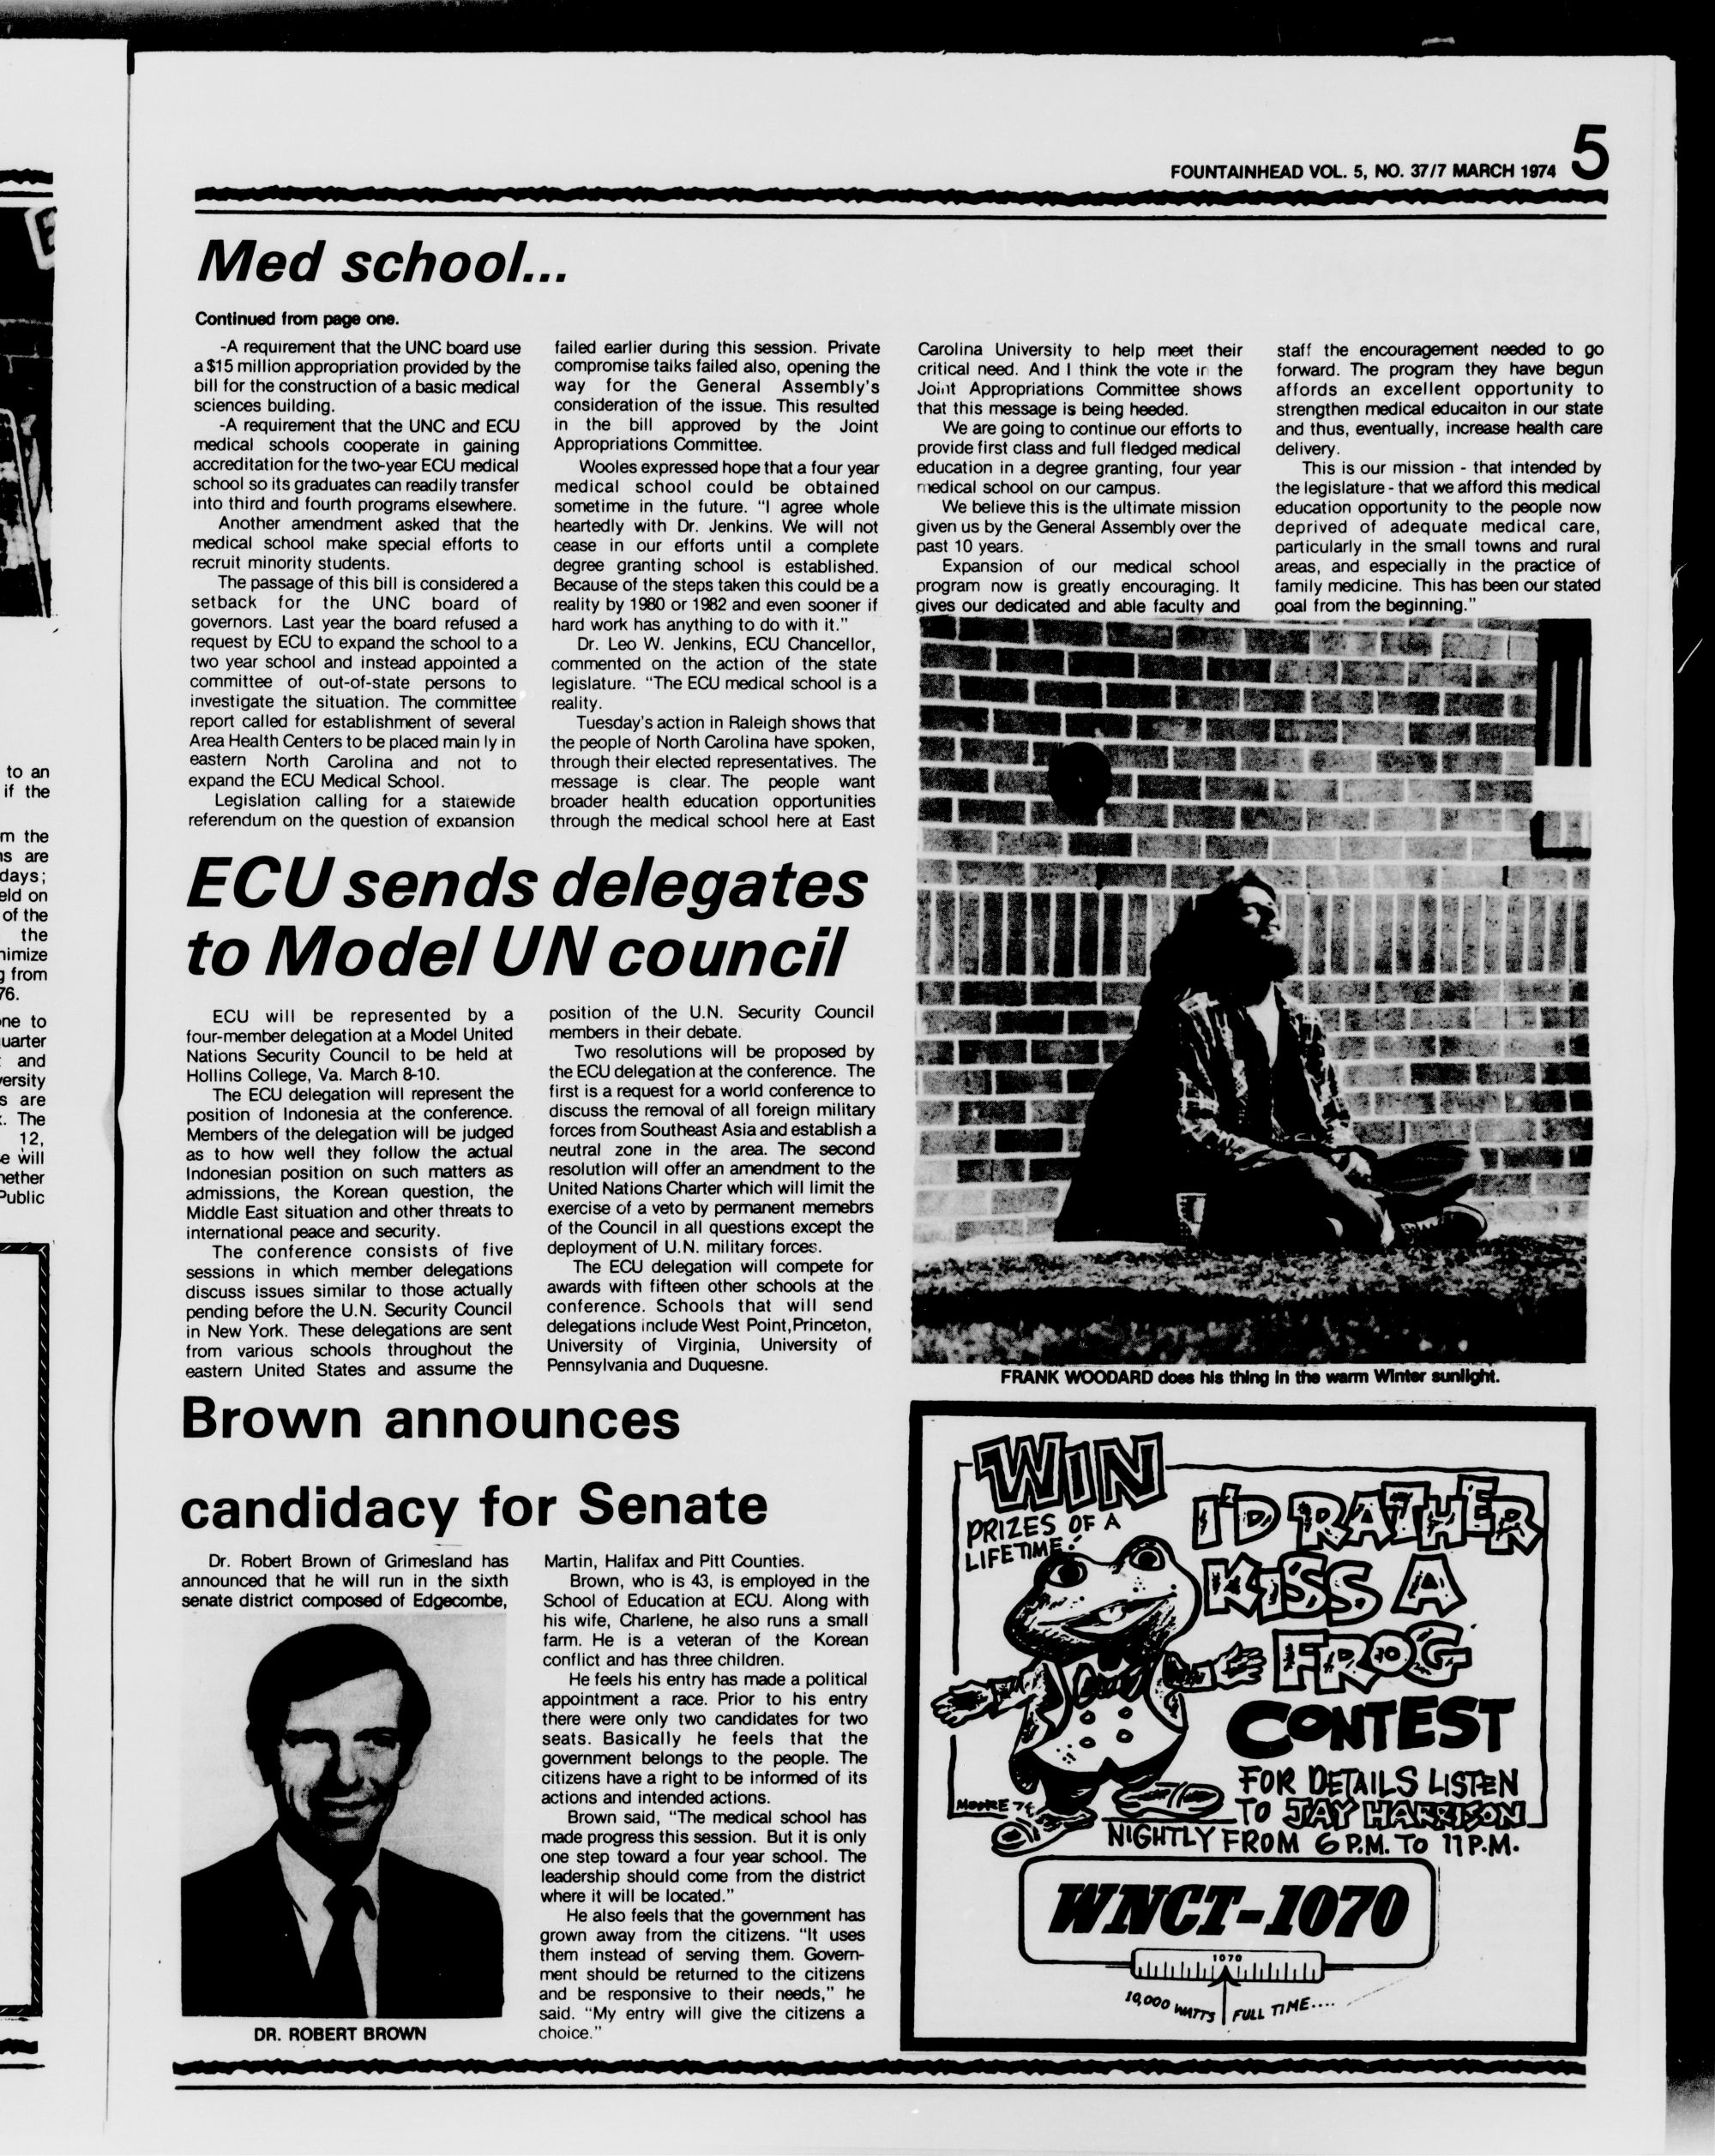 FOUNTAINHEAD VOL. 5, NO. 37/7 MARCH 1974 5
Med school...
Continued from page one.
-A requirement that the UNC board use
a $15 million appropriation provided by the
bill for the construction of a basic medical
sciences building.
-A requirement that the UNC and ECU
medical schools cooperate in gaining
accreditation for the two-year ECU medical
school so its graduates can readily transfer
into third and fourth programs elsewhere.
Another amendment asked that the
medical school make special efforts to
recruit minority students.
The passage of this bill is considered a
setback for the UNC board of
governors. Last year the board refused a
request by ECU to expand the school to a
two year school and instead appointed a
committee of out-of-state persons to
investigate the situation. The committee
report called for establishment of several
Area Health Centers to be placed main ly in
eastern North Carolina and not to
expand the ECU Medical School.
Legislation calling for a statewide
referendum on the question of expansion
failed earlier during this session. Private
compromise talks failed also, opening the
way for the General Assembly's
consideration of the issue. This resulted
in the bill approved by the Joint
Appropriations Committee.
Wooles expressed hope that a four year
medical school could be obtained
sometime in the future. "I agree whole
heartedly with Dr. Jenkins. We will not
cease in our efforts until a complete
degree granting school is established.
Because of the steps taken this could be a
reality by 1980 or 1982 and even sooner if
hard work has anything to do with it."
Dr. Leo W. Jenkins, ECU Chancellor,
commented on the action of the state
legislature. "The ECU medical school is a
reality.
Tuesday's action in Raleigh shows that
the people of North Carolina have spoken,
through their elected representatives. The
message is clear. The people want
broader health education opportunities
through the medical school here at East
Carolina University to help meet their
critical need. And I think the vote in the
Joint Appropriations Committee shows
that this message is being heeded.
We are going to continue our efforts to
provide first class and full fledged medical
education in a degree granting, four year
medical school on our campus.
We believe this is the ultimate mission
given us by the General Assembly over the
past 10 years.
Expansion of our medical school
program now is greatly encouraging. It
gives our dedicated and able faculty and
staff the encouragement needed to go
forward. The program they have begun
affords an excellent opportunity to
strengthen medical educaiton in our state
and thus, eventually, increase health care
delivery.
This is our mission - that intended by
the legislature - that we afford this medical
education opportunity to the people now
deprived of adequate medical care,
particularly in the small towns and rural
areas, and especially in the practice of
family medicine. This has been our stated
goal from the beginning."
FRANK WOODARD does his thing in the warm Winter sunlight.
ECU sends delegates
to Model UN council
ECU will be represented by a
four-member delegation at a Model United
Nations Security Council to be held at
Hollins College, Va. March 8-10.
The ECU delegation will represent the
position of Indonesia at the conference.
Members of the delegation will be judged
as to how well they follow the actual
Indonesian position on such matters as
admissions, the Korean question, the
Middle East situation and other threats to
international peace and security.
The conference consists of five
sessions in which member delegations
discuss issues similar to those actually
pending before the U.N. Security Council
in New York. These delegations are sent
from various schools throughout the
eastern United States and assume the
position of the U.N. Security Council
members in their debate.
Two resolutions will be proposed by
the ECU delegation at the conference. The
first is a request for a world conference to
discuss the removal of all foreign military
forces from Southeast Asia and establish a
neutral zone in the area. The second
resolution will offer an amendment to the
United Nations Charter which will limit the
exercise of a veto by permanent memebrs
of the Council in all questions except the
deployment of U.N. military forces.
The ECU delegation will compete for
awards with fifteen other schools at the
conference. Schools that will send
delegations include West Point,Princeton,
University of Virginia, University of
Pennsylvania and Duquesne.
Brown announces
candidacy for Senate
Dr. Robert Brown of Grimesland has
announced that he will run in the sixth
senate district composed of Edgecombe,
DR. ROBERT BROWN
Martin, Halifax and Pitt Counties.
Brown, who is 43, is employed in the
School of Education at ECU. Along with
his wife, Charlene, he also runs a small
farm. He is a veteran of the Korean
conflict and has three children.
He feels his entry has made a political
appointment a race. Prior to his entry
there were only two candidates for two
seats. Basically he feels that the
government belongs to the people. The
citizens have a right to be informed of its
actions and intended actions.
Brown said, "The medical school has
made progress this session. But it is only
one step toward a four year school. The
leadership should come from the district
where it will be located."
He also feels that the government has
grown away from the citizens. "It uses
them instead of serving them. Govern-
ment should be returned to the citizens
and be responsive to their needs," he
said. "My entry will give the citizens a
choice."
WIN
PRIZES OF A
LIFETIME!
I'D RATHER
KISS A
FROG
CONTEST
FOR DETAILS LISTEN
TO JAY HARRISON
NIGHTLY FROM 6 P.M. TO 11 P.M.
MOORE 74
WNCT-1070
1070
10,000 WATTS FULL TIME....
to an
if the
m the
are
days;
of the
the
from
76.
to
and
are
The
12,
will
Public